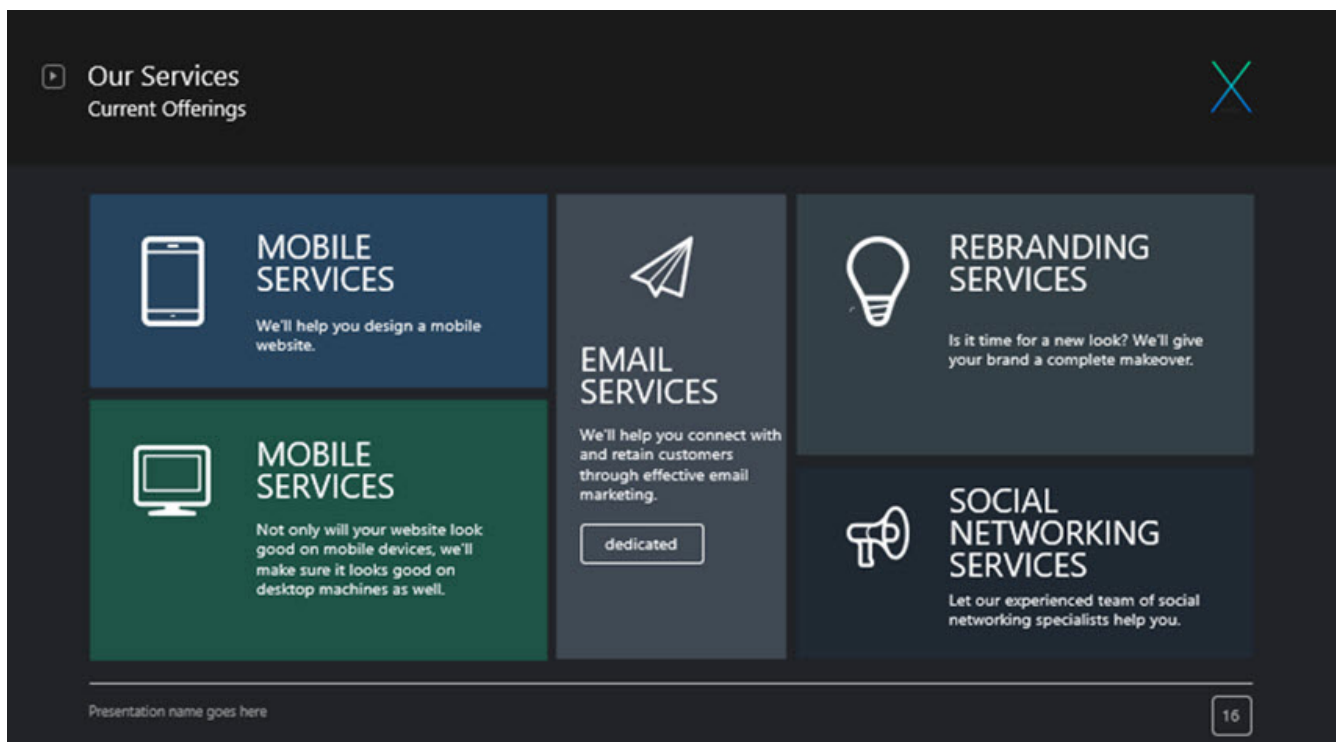 Our Services
Current Offerings
MOBILE
SERVICES
We'll help you design a mobile
website.
MOBILE
SERVICES
Not only will your website look
good on mobile devices, we'll
make sure it looks good on
desktop machines as well.
EMAIL
SERVICES
We'll help you connect with
and retain customers
through effective email
marketing.
dedicated
REBRANDING
SERVICES
Is it time for a new look? We'll give
your brand a complete makeover.
SOCIAL
NETWORKING
SERVICES
Let our experienced team of social
networking specialists help you.
Presentation name goes here
16